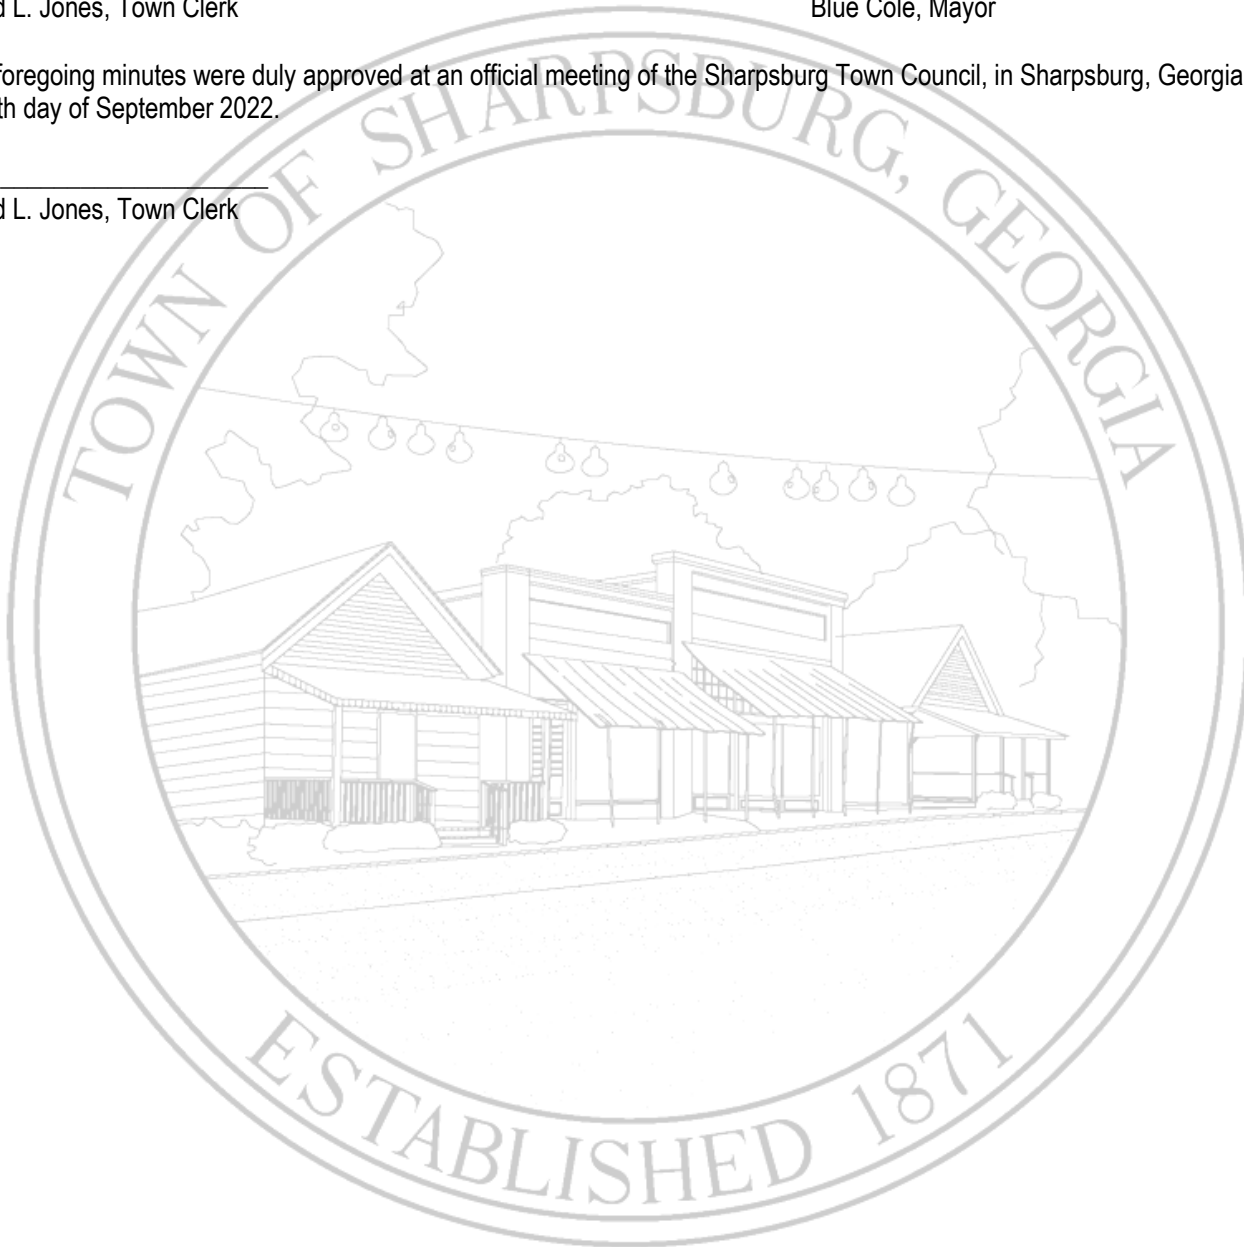 d L. Jones, Town Clerk Blue Cole, Mayor
foregoing minutes were duly approved at an official meeting of the Sharpsburg Town Council, in Sharpsburg, Georgia
th day of September 2022.
d L. Jones, Town Clerk
TOWN OF SHARPSBURG, GEORGIA
ESTABLISHED 1871